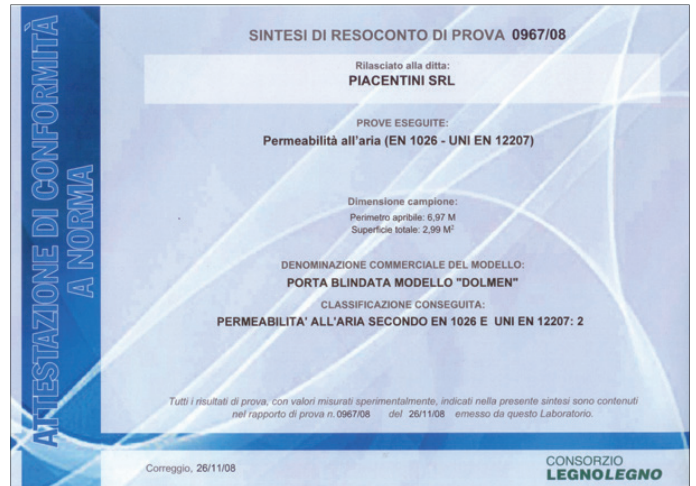 ATTESTAZIONE DI CONFORMITÀ
A NORMA
SINTESI DI RESOCONTO DI PROVA 0967/08
Rilasciato alla ditta:
PIACENTINI SRL
PROVE ESEGUITE:
Permeabilità all'aria (EN 1026 - UNI EN 12207)
Dimensione campione:
Perimetro apribile: 6,97 M
Superficie totale: 2,99 M²
DENOMINAZIONE COMMERCIALE DEL MODELLO:
PORTA BLINDATA MODELLO "DOLMEN"
CLASSIFICAZIONE CONSEGUITA:
PERMEABILITA' ALL'ARIA SECONDO EN 1026 E UNI EN 12207: 2
Tutti i risultati di prova, con valori misurati sperimentalmente, indicati nella presente sintesi sono contenuti
nel rapporto di prova n. 0967/08 del 26/11/08 emesso da questo Laboratorio.
Correggio, 26/11/08
CONSORZIO
LEGNOLEGNO